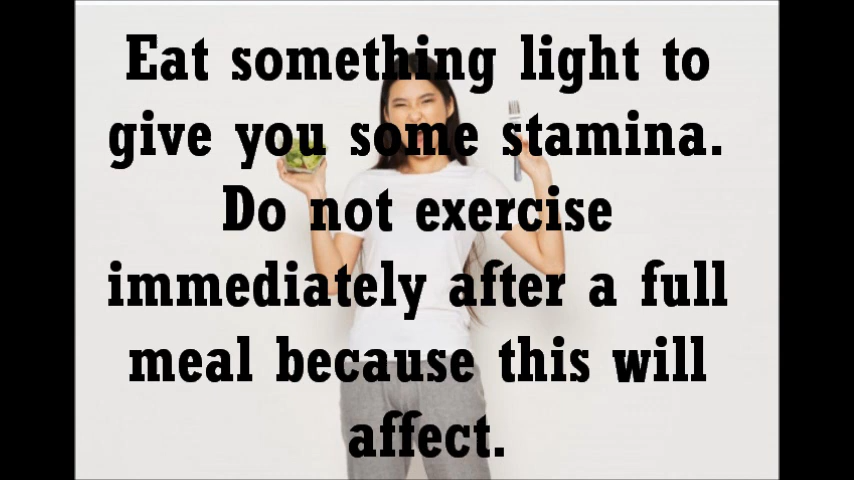 Eat something light to
give you some stamina.
Do not exercise
immediately after a full
meal because this will
affect.